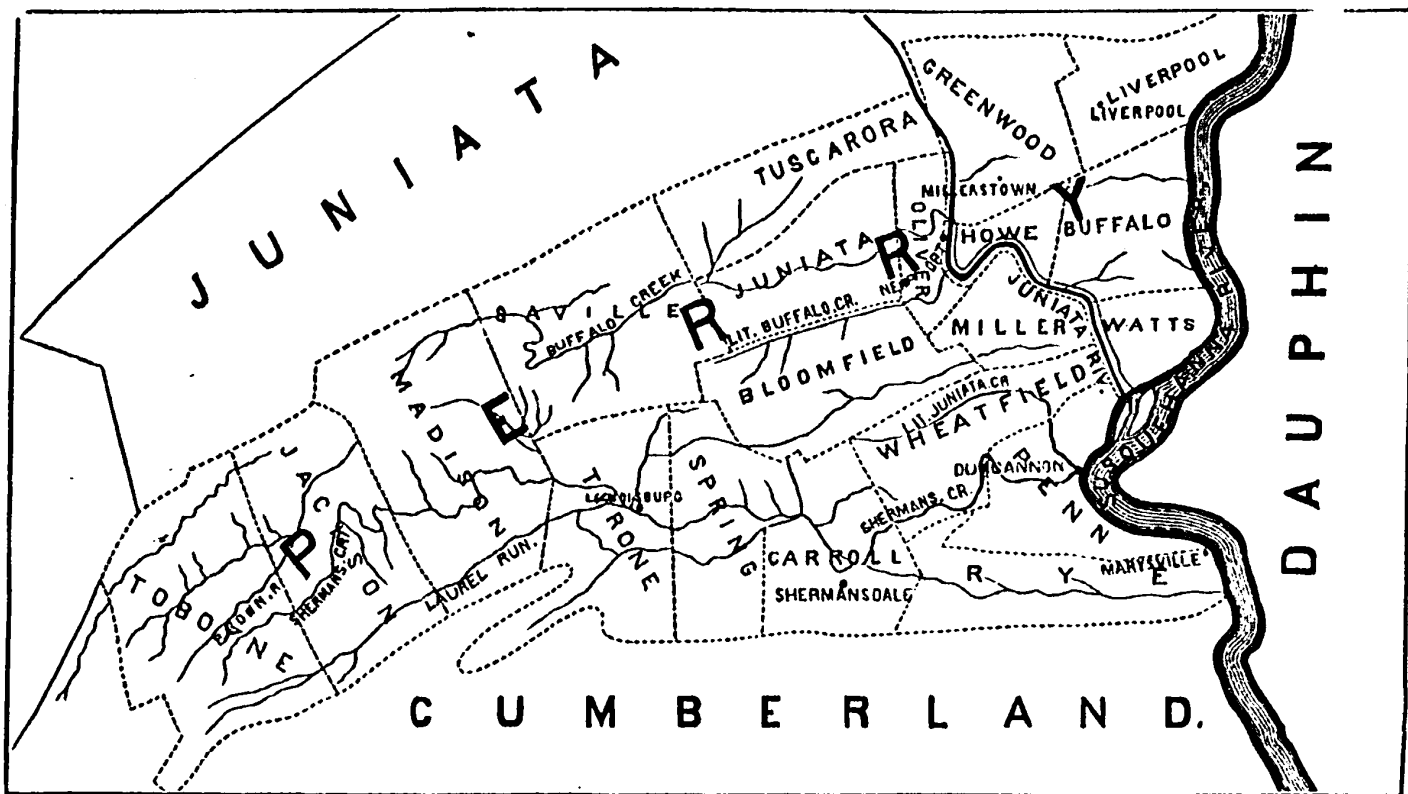 JUNIATA
PERRY
DAUPHIN
CUMBERLAND.
GREENWOOD
LIVERPOOL
LIVERPOOL
TUSCARORA
MILLERSTOWN
OLIVER
HOWE
BUFFALO
JUNIATA
NEWPORT
SAVILLE
BUFFALO CREEK
LIT. BUFFALO.CR.
JUNIATA RIV.
MILLER
WATTS
BLOOMFIELD
MADISON
LIT. JUNIATA.CR
WHEATFIELD
SUSQUEHANNA RIVER
JACKSON
TYRONE
SPRING
DUNCANNON
PENN
SHERMANS. CR.
TOBOYNE
SHERMANS CR.
LAUREL RUN.
CARROLL
SHERMANSDALE
RYE
MARYSVILLE